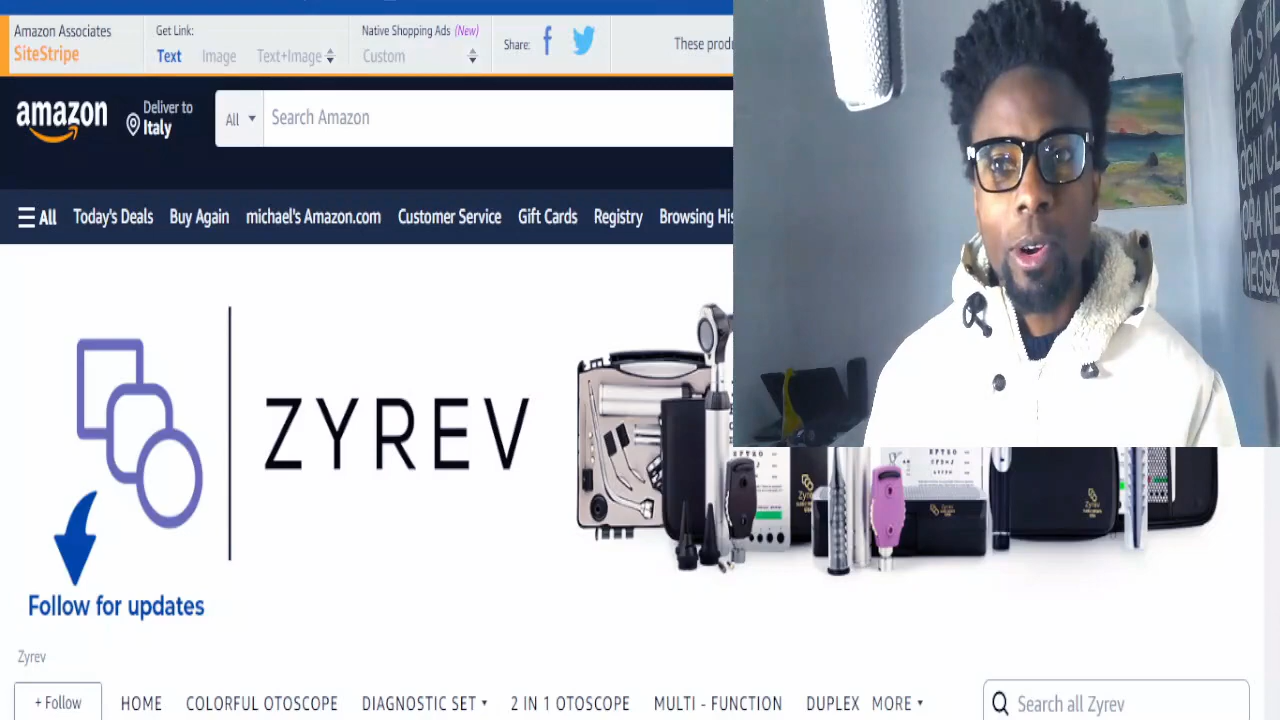 Amazon Associates
SiteStripe
Get Link:
Text Image Text+Image
Native Shopping Ads (New)
Custom
Share:
These
amazon
Deliver to
Italy
All
Search Amazon
All Today's Deals Buy Again michael's Amazon.com Customer Service Gift Cards Registry Browsing
ZYREV
Follow for updates
Zyrev
+ Follow HOME COLORFUL OTOSCOPE DIAGNOSTIC SET 2 IN 1 OTOSCOPE MULTI - FUNCTION DUPLEX MORE
Search all Zyrev